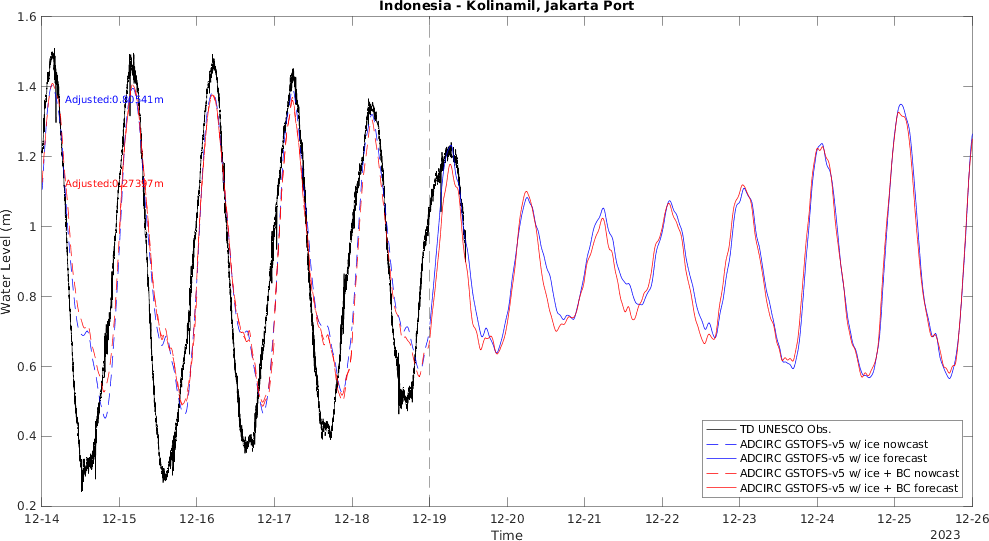 Indonesia - Kolinamil, Jakarta Port
1.6
1.4
1.2
1
0.8
0.6
0.4
0.2
Water Level (m)
Adjusted:0.80541m
Adjusted:0.27397m
TD UNESCO Obs.
ADCIRC GSTOFS-v5 w/ ice nowcast
ADCIRC GSTOFS-v5 w/ ice forecast
ADCIRC GSTOFS-v5 w/ ice + BC nowcast
ADCIRC GSTOFS-v5 w/ ice + BC forecast
12-14 12-15 12-16 12-17 12-18 12-19 12-20 12-21 12-22 12-23 12-24 12-25 12-26
Time
2023